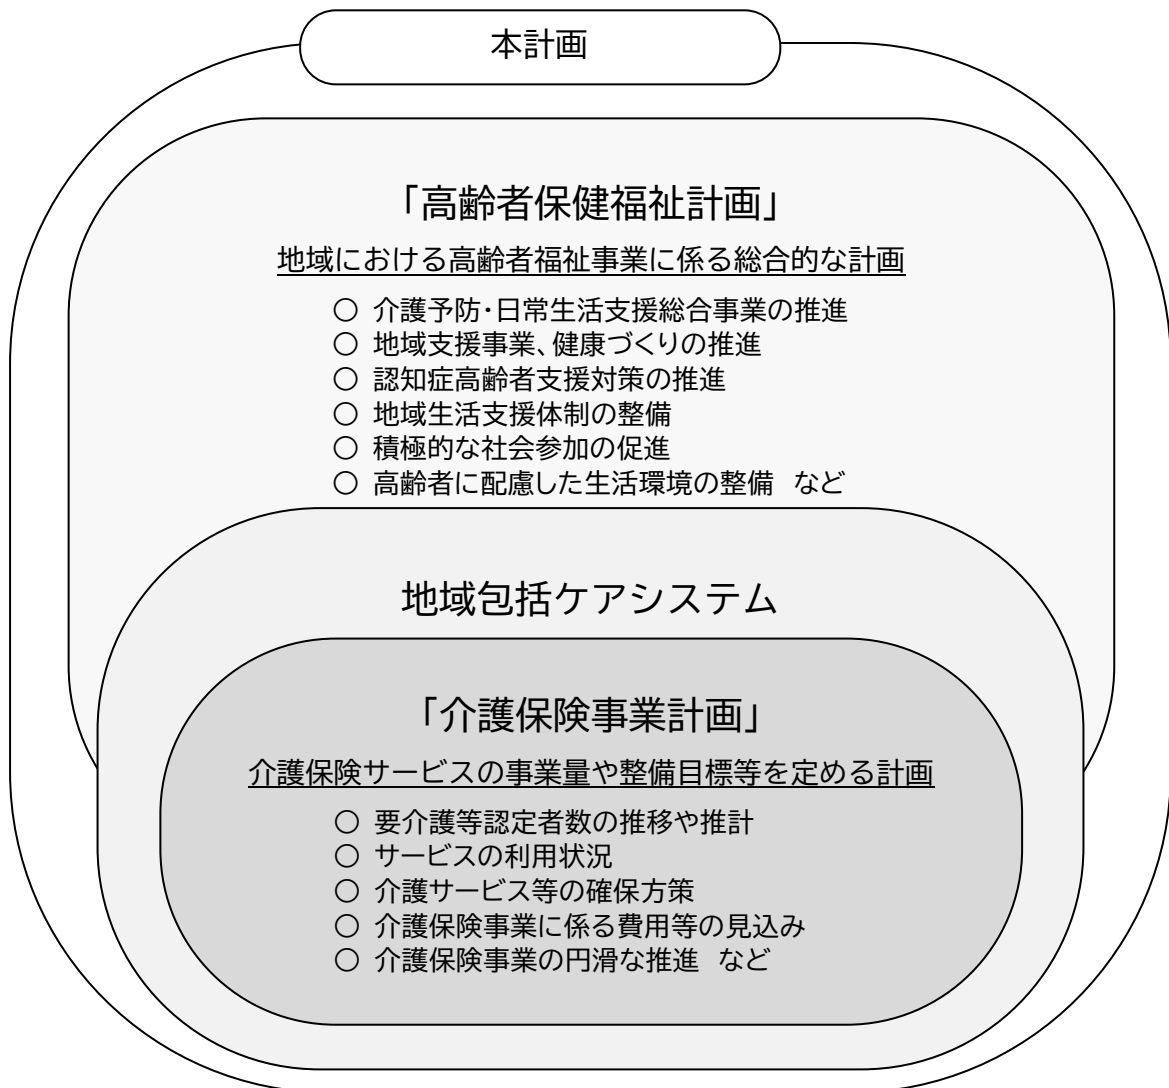 本計画
「高齢者保健福祉計画」
地域における高齢者福祉事業に係る総合的な計画
○ 介護予防・日常生活支援総合事業の推進
○ 地域支援事業、健康づくりの推進
○ 認知症高齢者支援対策の推進
○ 地域生活支援体制の整備
○ 積極的な社会参加の促進
○ 高齢者に配慮した生活環境の整備　など
地域包括ケアシステム
「介護保険事業計画」
介護保険サービスの事業量や整備目標等を定める計画
○ 要介護等認定者数の推移や推計
○ サービスの利用状況
○ 介護サービス等の確保方策
○ 介護保険事業に係る費用等の見込み
○ 介護保険事業の円滑な推進　など